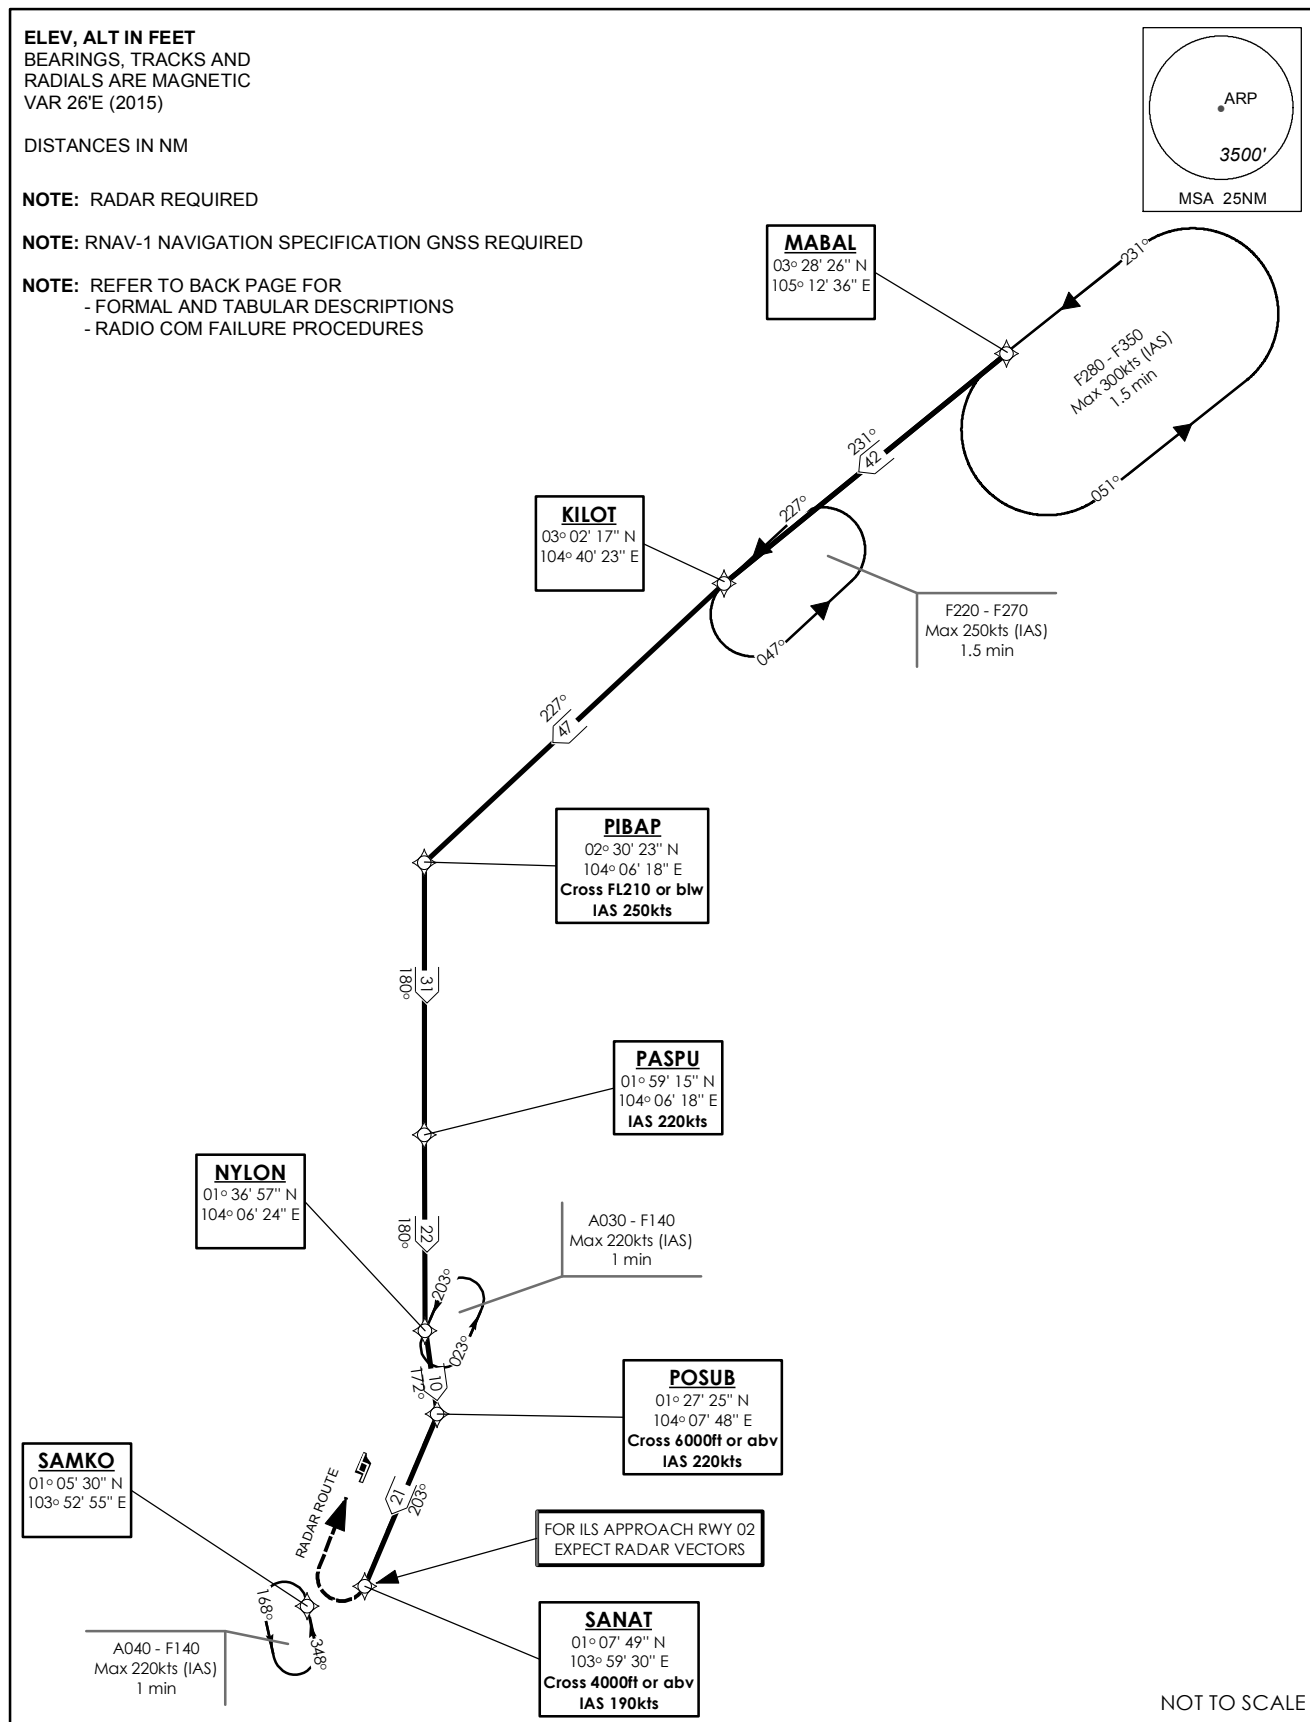 ELEV, ALT IN FEET
BEARINGS, TRACKS AND
RADIALS ARE MAGNETIC
VAR 26'E (2015)
DISTANCES IN NM
NOTE: RADAR REQUIRED
NOTE: RNAV-1 NAVIGATION SPECIFICATION GNSS REQUIRED
NOTE: REFER TO BACK PAGE FOR
- FORMAL AND TABULAR DESCRIPTIONS
- RADIO COM FAILURE PROCEDURES
ARP
3500'
MSA 25NM
MABAL
03° 28' 26" N
105° 12' 36" E
231°
F280 - F350
Max 300kts (IAS)
1.5 min
051°
231°
42
KILOT
03° 02' 17" N
104° 40' 23" E
227°
047°
F220 - F270
Max 250kts (IAS)
1.5 min
227°
47
PIBAP
02° 30' 23" N
104° 06' 18" E
Cross FL210 or blw
IAS 250kts
31
180°
PASPU
01° 59' 15" N
104° 06' 18" E
IAS 220kts
22
180°
NYLON
01° 36' 57" N
104° 06' 24" E
A030 - F140
Max 220kts (IAS)
1 min
203°
023°
10
172°
POSUB
01° 27' 25" N
104° 07' 48" E
Cross 6000ft or abv
IAS 220kts
21
203°
SAMKO
01° 05' 30" N
103° 52' 55" E
RADAR ROUTE
FOR ILS APPROACH RWY 02
EXPECT RADAR VECTORS
168°
348°
A040 - F140
Max 220kts (IAS)
1 min
SANAT
01° 07' 49" N
103° 59' 30" E
Cross 4000ft or abv
IAS 190kts
NOT TO SCALE